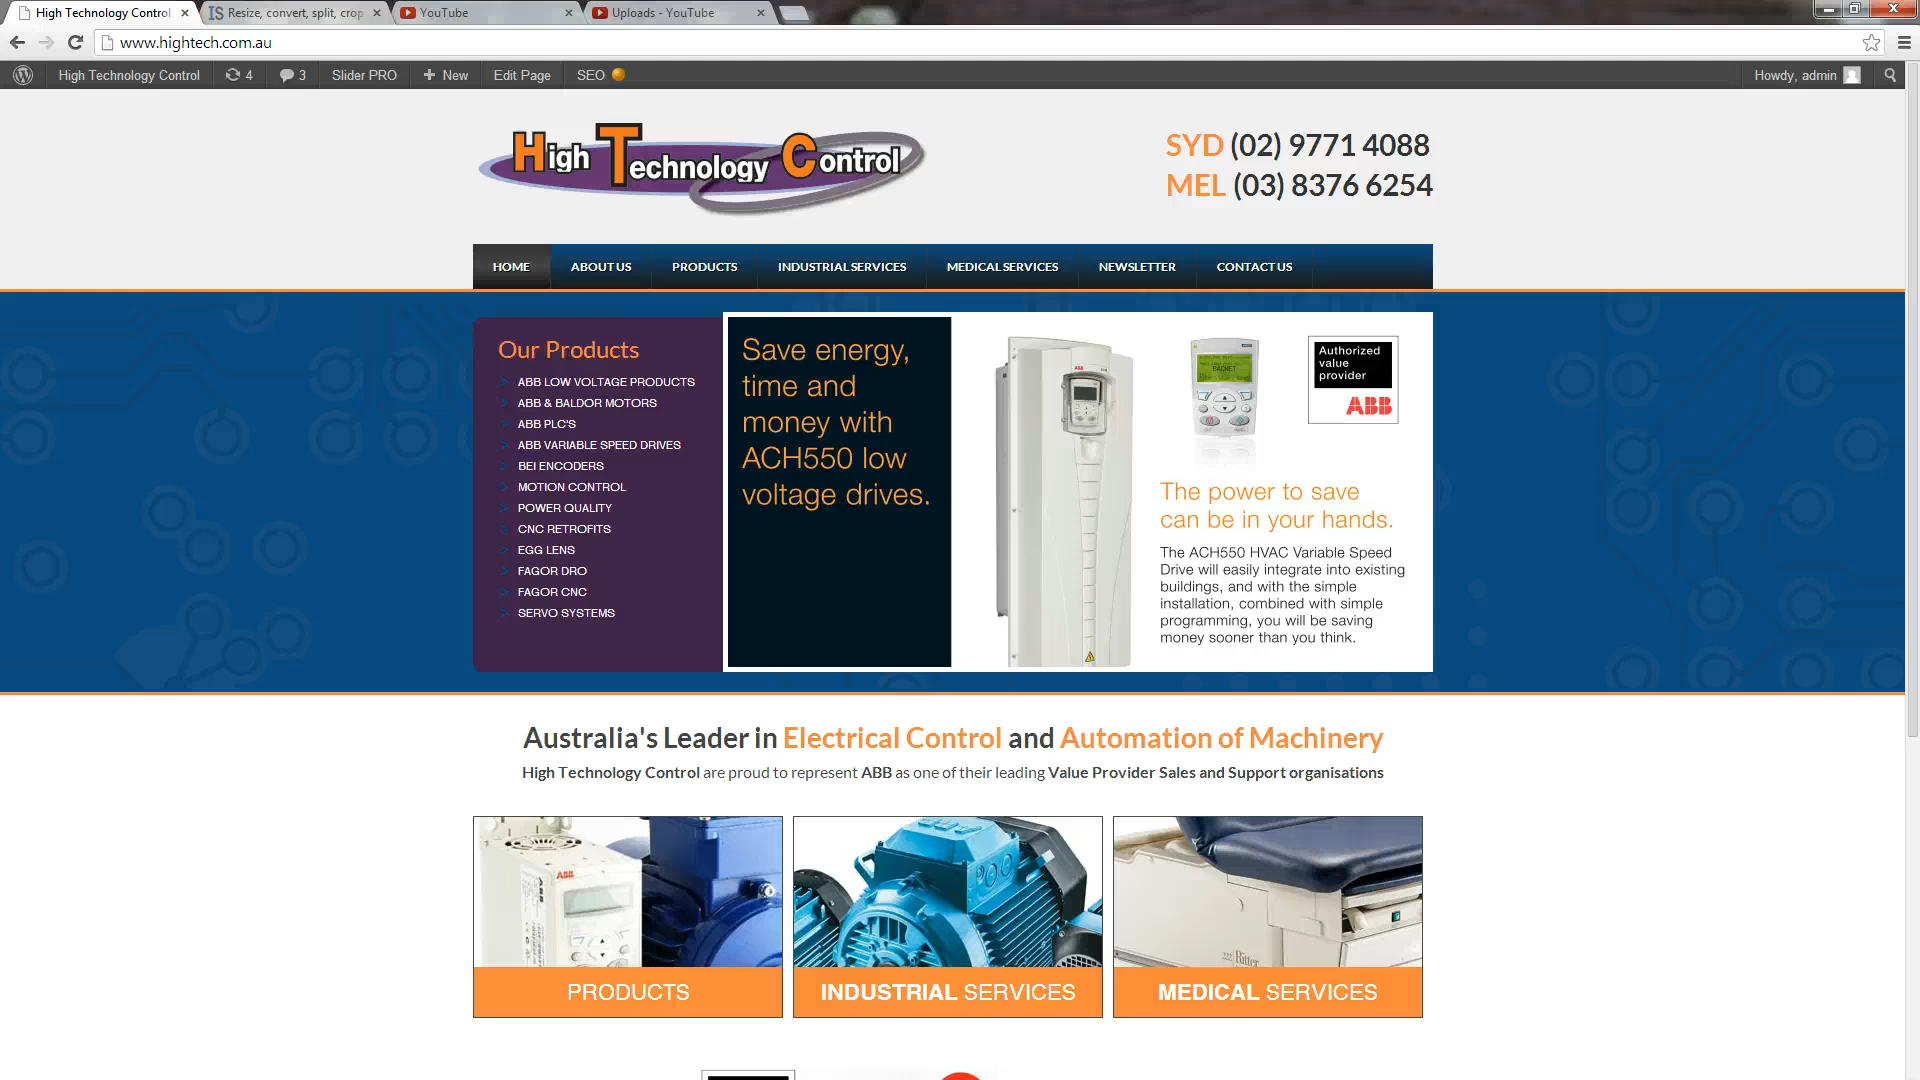 High Technology Control
Resize, convert, split, crop
YouTube
Uploads - YouTube
www.hightech.com.au
High Technology Control
4
3
Slider PRO
New
Edit Page
SEO
Howdy, admin
High Technology Control
SYD (02) 9771 4088
MEL (03) 8376 6254
HOME
ABOUT US
PRODUCTS
INDUSTRIAL SERVICES
MEDICAL SERVICES
NEWSLETTER
CONTACT US
Our Products
ABB LOW VOLTAGE PRODUCTS
ABB & BALDOR MOTORS
ABB PLC'S
ABB VARIABLE SPEED DRIVES
BEI ENCODERS
MOTION CONTROL
POWER QUALITY
CNC RETROFITS
EGG LENS
FAGOR DRO
FAGOR CNC
SERVO SYSTEMS
Save energy,
time and
money with
ACH550 low
voltage drives.
ABB
Authorized
value
provider
ABB
The power to save
can be in your hands.
The ACH550 HVAC Variable Speed
Drive will easily integrate into existing
buildings, and with the simple
installation, combined with simple
programming, you will be saving
money sooner than you think.
Australia's Leader in Electrical Control and Automation of Machinery
High Technology Control are proud to represent ABB as one of their leading Value Provider Sales and Support organisations
ABB
ABB
Ritter
PRODUCTS
INDUSTRIAL SERVICES
MEDICAL SERVICES